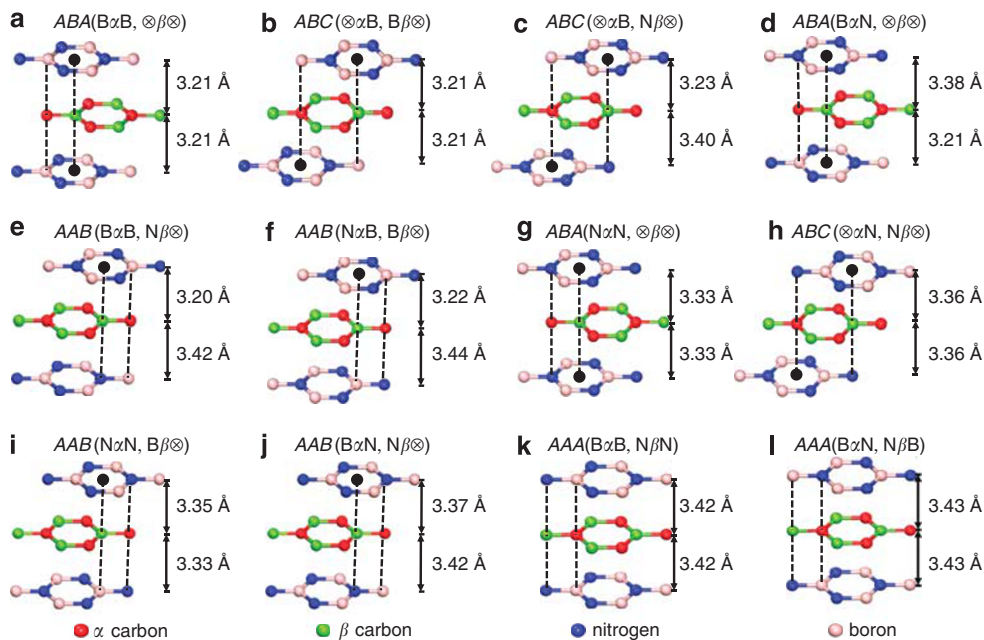 a ABA(BαB, ⊗β⊗) b ABC(⊗αB, Bβ⊗) c ABC(⊗αB, Nβ⊗) d ABA(BαN, ⊗β⊗)
3.21 Å 3.21 Å 3.23 Å 3.38 Å
3.21 Å 3.21 Å 3.40 Å 3.21 Å
e AAB(BαB, Nβ⊗) f AAB(NαB, Bβ⊗) g ABA(NαN, ⊗β⊗) h ABC(⊗αN, Nβ⊗)
3.20 Å 3.22 Å 3.33 Å 3.36 Å
3.42 Å 3.44 Å 3.33 Å 3.36 Å
i AAB(NαN, Bβ⊗) j AAB(BαN, Nβ⊗) k AAA(BαB, NβN) l AAA(BαN, NβB)
3.35 Å 3.37 Å 3.42 Å 3.43 Å
3.33 Å 3.42 Å 3.42 Å 3.43 Å
α carbon β carbon nitrogen boron